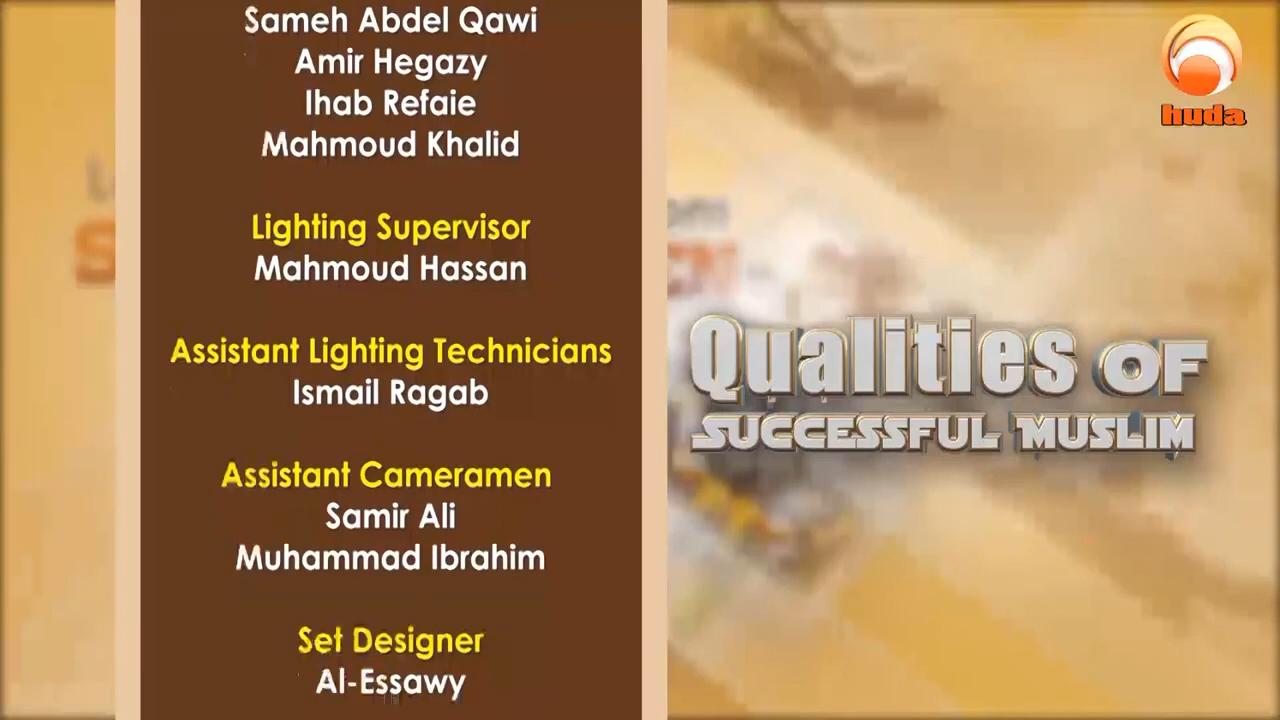 Sameh Abdel Qawi
Amir Hegazy
Ihab Refaie
Mahmoud Khalid
Lighting Supervisor
Mahmoud Hassan
Assistant Lighting Technicians
Ismail Ragab
Assistant Cameramen
Samir Ali
Muhammad Ibrahim
Set Designer
Al-Essawy
huda
Qualities OF
SUCCESSFUL MUSLIM